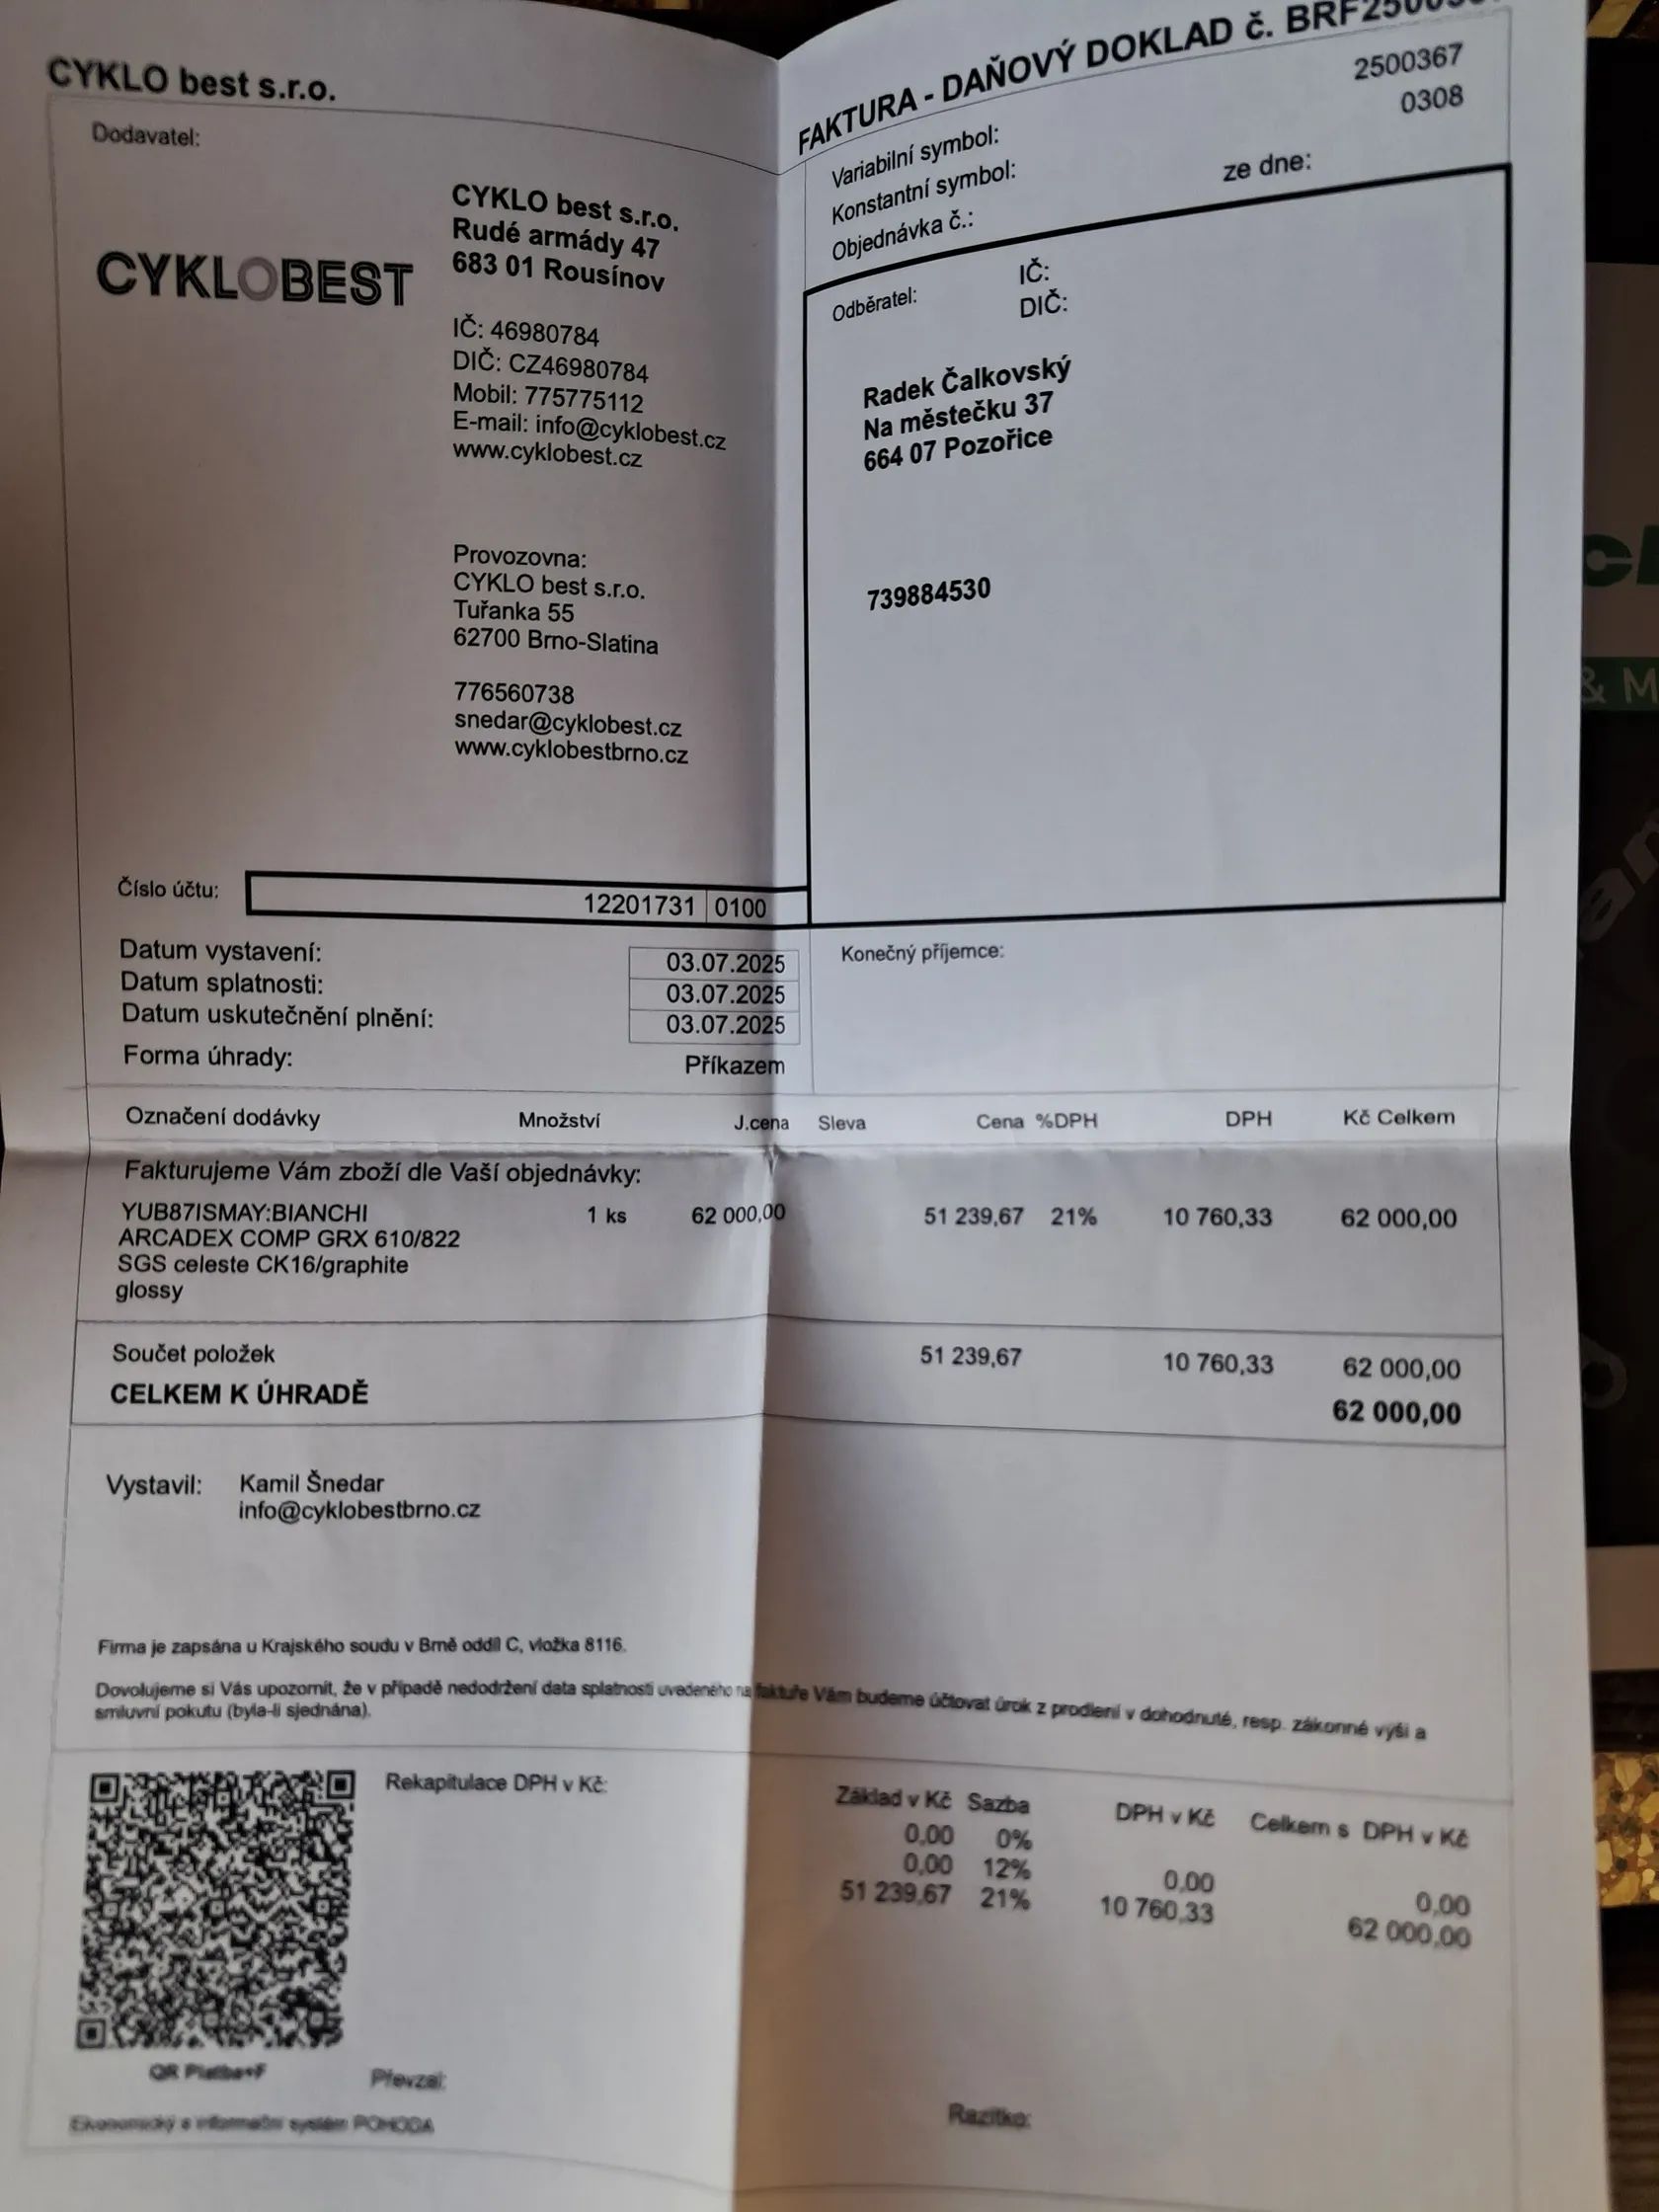 CYKLO best s.r.o.
FAKTURA - DAŇOVÝ DOKLAD č.
Dodavatel:
CYKLOBEST
CYKLO best s.r.o.
Rudé armády 47
683 01 Rousínov
IČ: 46980784
DIČ: CZ46980784
Mobil: 775775112
E-mail: info@cyklobest.cz
www.cyklobest.cz
Provozovna:
CYKLO best s.r.o.
Tuřanka 55
62700 Brno-Slatina
776560738
snedar@cyklobest.cz
www.cyklobestbrno.cz
Variabilní symbol: 2500367
Konstantní symbol: 0308
Objednávka č.: ze dne:
Odběratel: IČ:
DIČ:
Radek Čalkovský
Na městečku 37
664 07 Pozořice
739884530
Číslo účtu: 12201731 0100
Datum vystavení: 03.07.2025
Datum splatnosti: 03.07.2025
Datum uskutečnění plnění: 03.07.2025
Forma úhrady: Příkazem
Konečný příjemce:
Označení dodávky Množství J.cena Sleva Cena %DPH DPH Kč Celkem
Fakturujeme Vám zboží dle Vaší objednávky:
YUB87ISMAY:BIANCHI 1 ks 62 000,00 51 239,67 21% 10 760,33 62 000,00
ARCADEX COMP GRX 610/822
SGS celeste CK16/graphite
glossy
Součet položek 51 239,67 10 760,33 62 000,00
CELKEM K ÚHRADĚ 62 000,00
Vystavil: Kamil Šnedar
info@cyklobestbrno.cz
Firma je zapsána u Krajského soudu v Brně oddíl C, vložka 8116.
Dovolujeme si Vás upozornit, že v případě nedodržení data splatnosti uvedeného na faktuře Vám budeme účtovat úrok z prodlení v dohodnuté, resp. zákonné výši a
smluvní pokutu (byla-li sjednána).
Rekapitulace DPH v Kč:
Základ v Kč Sazba DPH v Kč Celkem s DPH v Kč
0,00 0%
0,00 12% 0,00 0,00
51 239,67 21% 10 760,33 62 000,00
QR Platba+F
Převzal:
Razítko:
Ekonomický a informační systém POHODA
& M